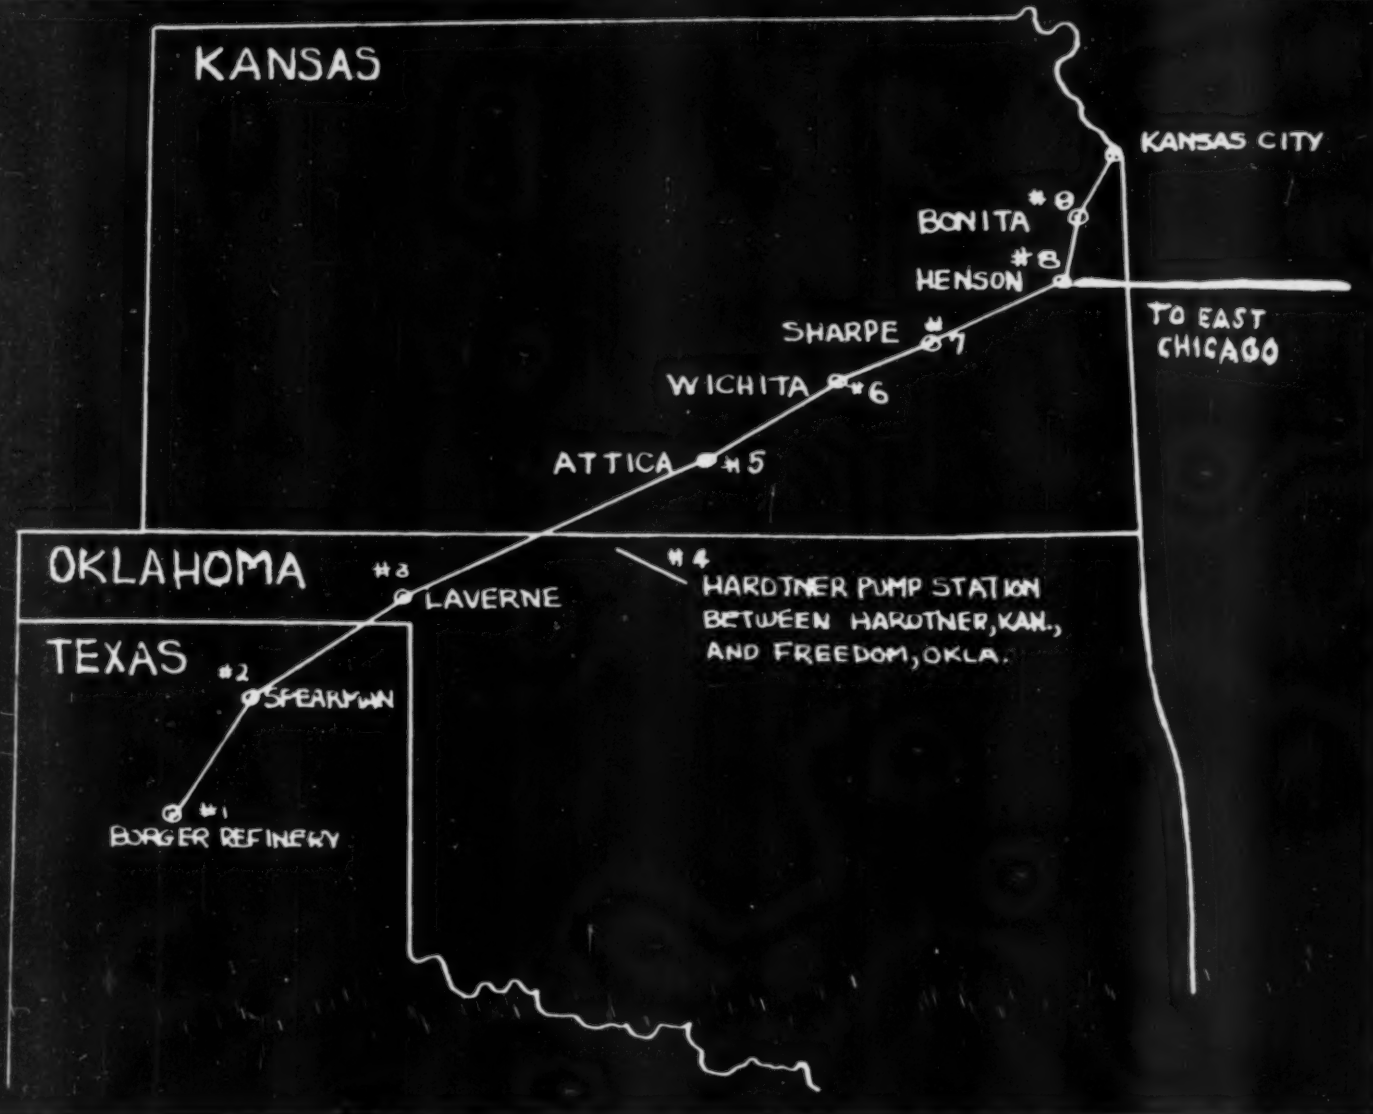 KANSAS
KANSAS CITY
#9
BONITA
#8
HENSON
TO EAST
CHICAGO
SHARPE #7
WICHITA #6
ATTICA #5
OKLAHOMA
#3
LAVERNE
#4
HARDTNER PUMP STATION
BETWEEN HARDTNER, KAN.,
AND FREEDOM, OKLA.
TEXAS
#2
SPEARMAN
#1
BORGER REFINERY